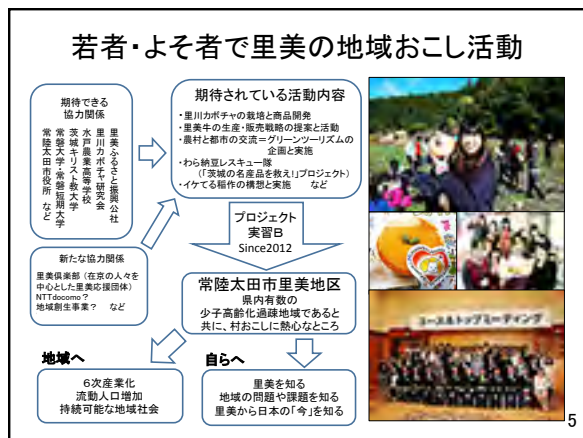 若者・よそ者で里美の地域おこし活動
期待できる
協力関係
里美ふるさと振興公社
里川カボチャ研究会
水戸農業高等学校
茨城キリスト教大学
常磐大学・常磐短期大学
常陸太田市役所 など
新たな協力関係
里美倶楽部（在京の人々を
中心とした里美応援団体）
NTTdocomo？
地域創生事業？ など
期待されている活動内容
・里川カボチャの栽培と商品開発
・里美牛の生産・販売戦略の提案と活動
・農村と都市の交流＝グリーンツーリズムの
企画と実施
・わら納豆レスキュー隊
（「茨城の名産品を救え！」プロジェクト）
・イケてる稲作の構想と実施 など
プロジェクト
実習B
Since2012
常陸太田市里美地区
県内有数の
少子高齢化過疎地域であると
共に、村おこしに熱心なところ
地域へ
6次産業化
流動人口増加
持続可能な地域社会
自らへ
里美を知る
地域の問題や課題を知る
里美から日本の「今」を知る
ユース＆トップミーティング
5